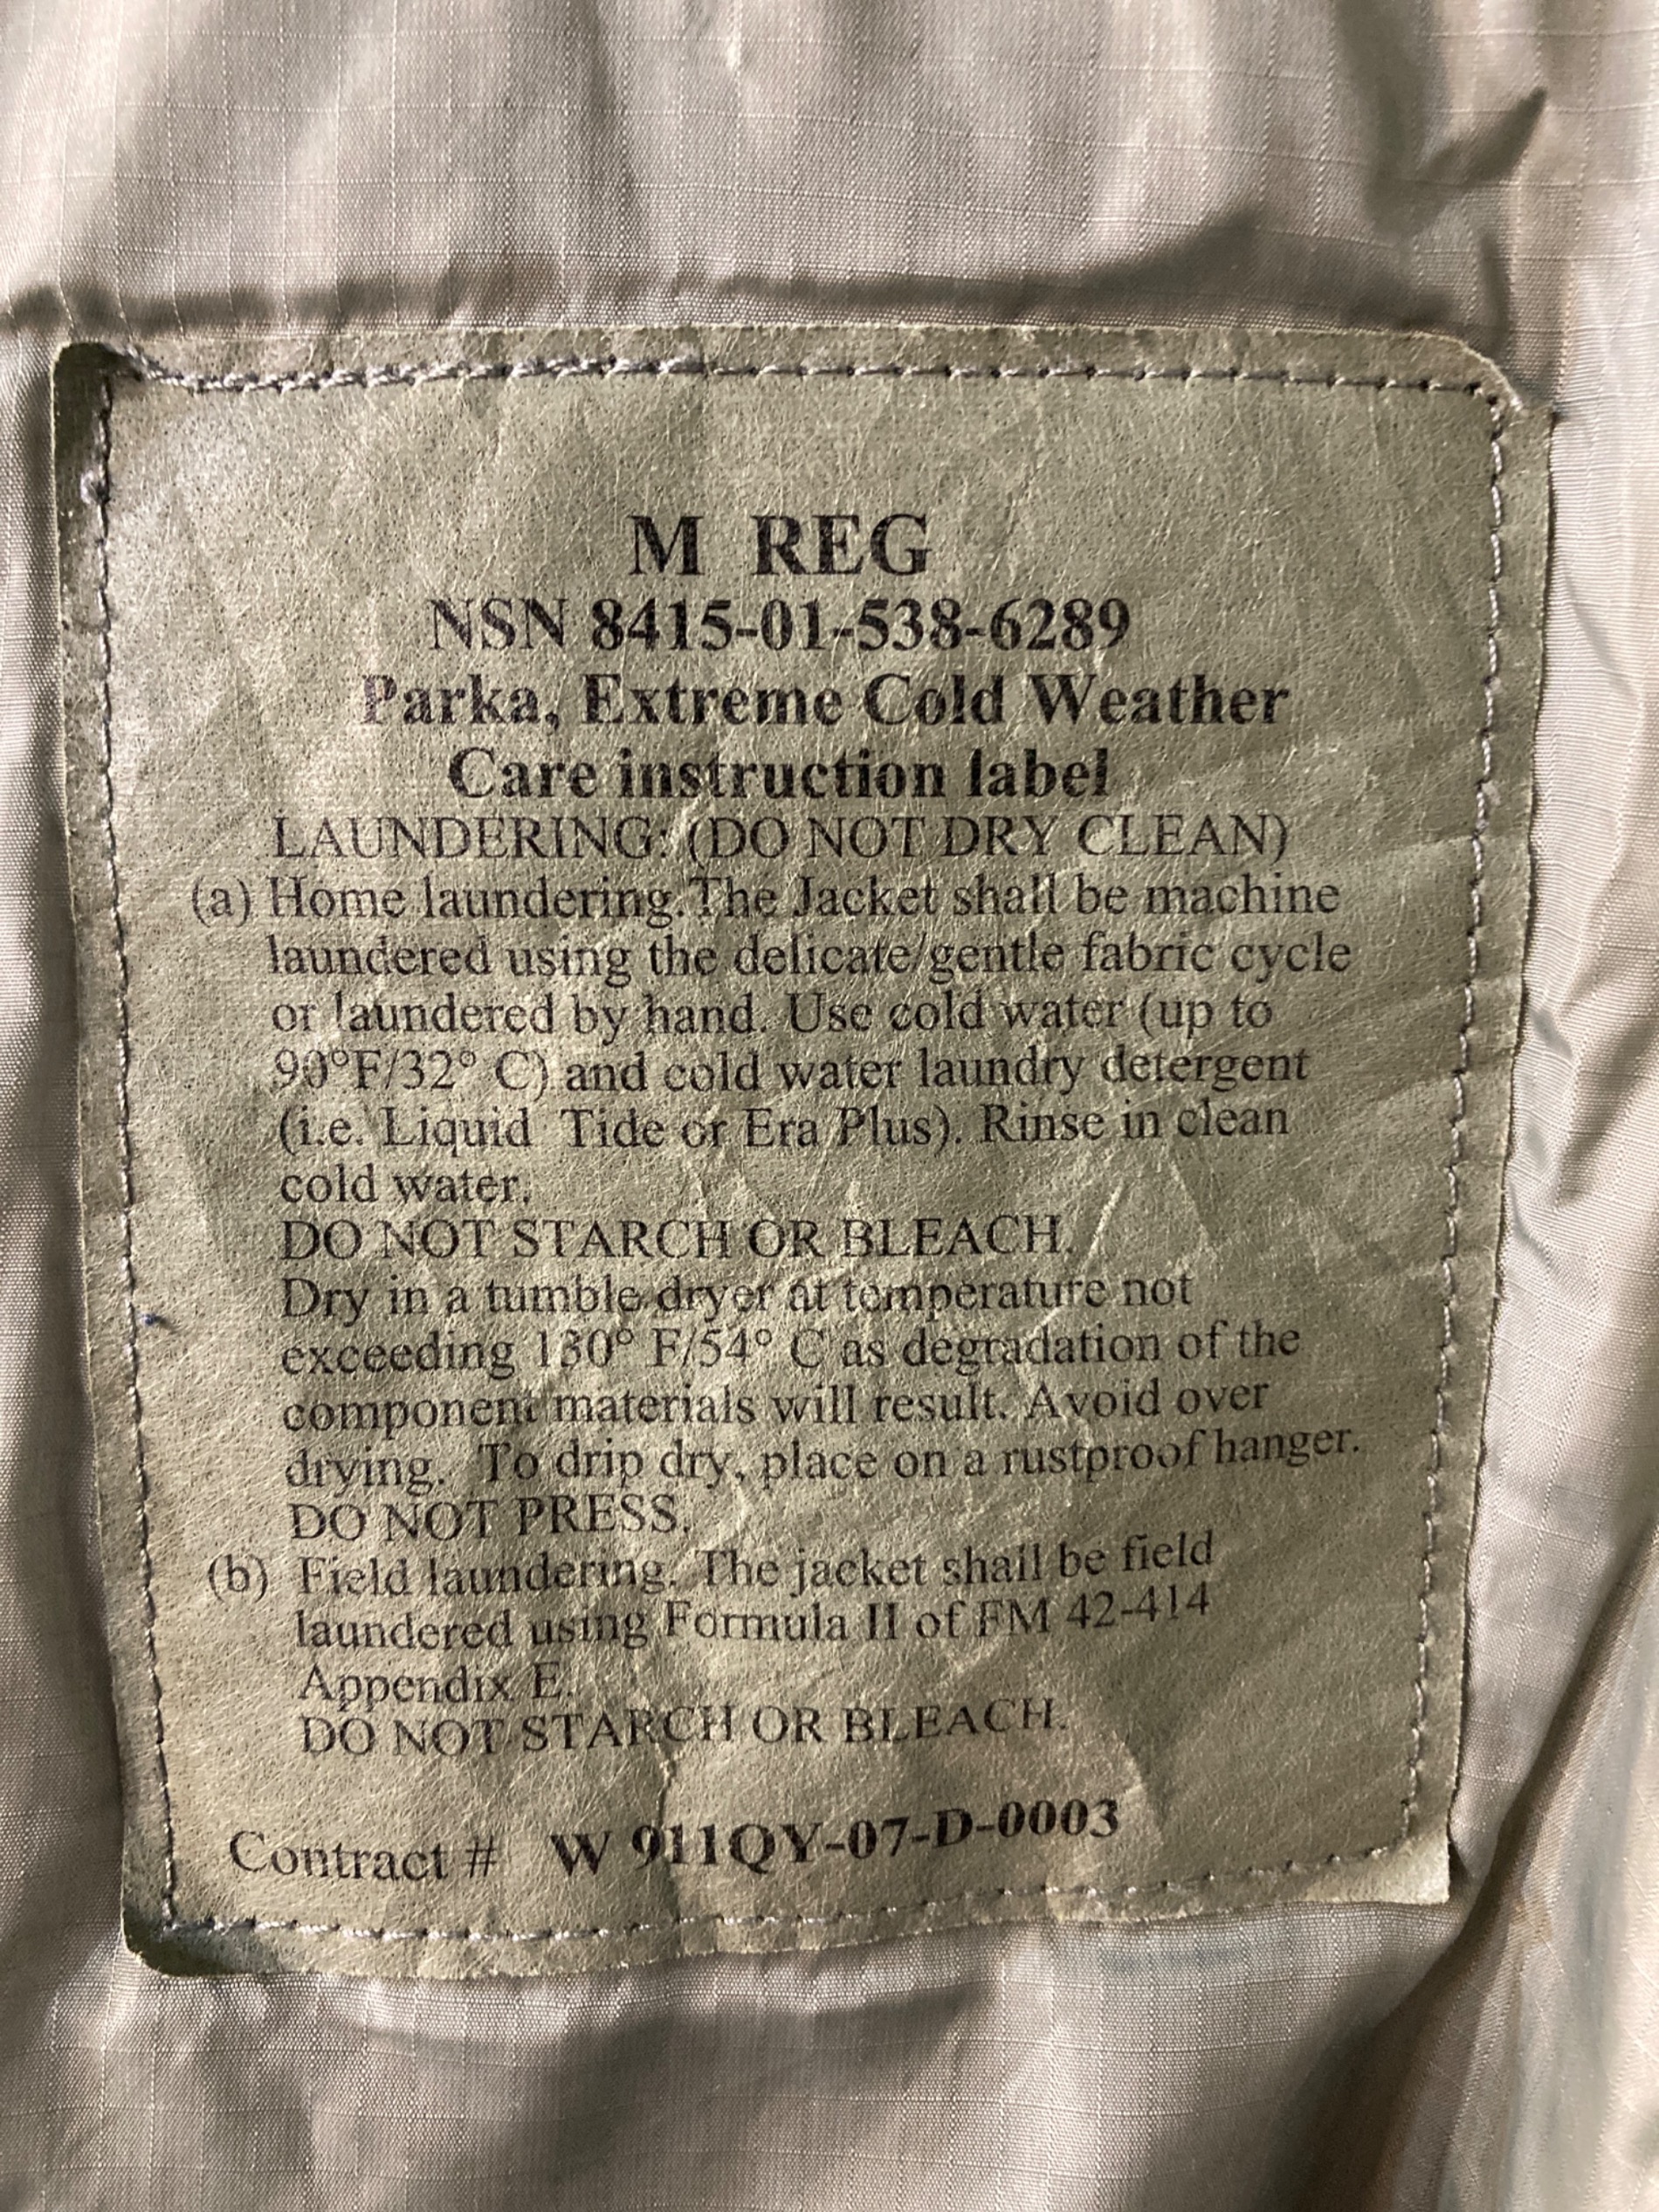 M REG
NSN 8415-01-538-6289
Parka, Extreme Cold Weather
Care instruction label
LAUNDERING: (DO NOT DRY CLEAN)
(a) Home laundering. The Jacket shall be machine
laundered using the delicate/gentle fabric cycle
or laundered by hand. Use cold water (up to
90°F/32° C) and cold water laundry detergent
(i.e. Liquid Tide or Era Plus). Rinse in clean
cold water.
DO NOT STARCH OR BLEACH.
Dry in a tumble dryer at temperature not
exceeding 130° F/54° C as degradation of the
component materials will result. Avoid over
drying. To drip dry, place on a rustproof hanger.
DO NOT PRESS.
(b) Field laundering. The jacket shall be field
laundered using Formula II of FM 42-414
Appendix E.
DO NOT STARCH OR BLEACH.
Contract # W 911QY-07-D-0003